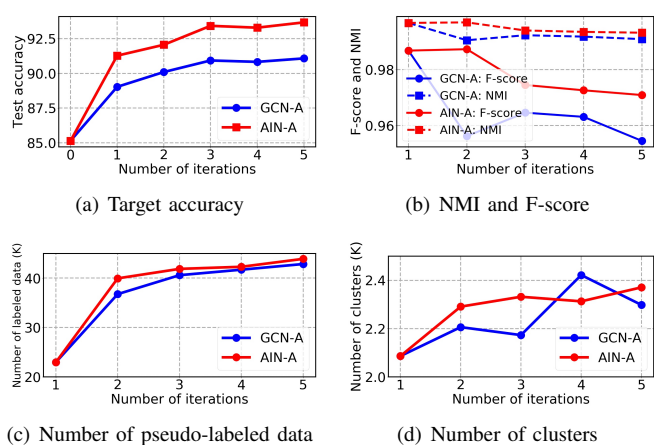 Test accuracy
92.5
90.0
87.5
85.0
0 1 2 3 4 5
Number of iterations
GCN-A
AIN-A
(a) Target accuracy
F-score and NMI
0.98
0.96
1 2 3 4 5
Number of iterations
GCN-A: F-score
GCN-A: NMI
AIN-A: F-score
AIN-A: NMI
(b) NMI and F-score
Number of labeled data (K)
40
30
20
1 2 3 4 5
Number of iterations
GCN-A
AIN-A
(c) Number of pseudo-labeled data
Number of clusters (K)
2.4
2.2
2.0
1 2 3 4 5
Number of iterations
GCN-A
AIN-A
(d) Number of clusters